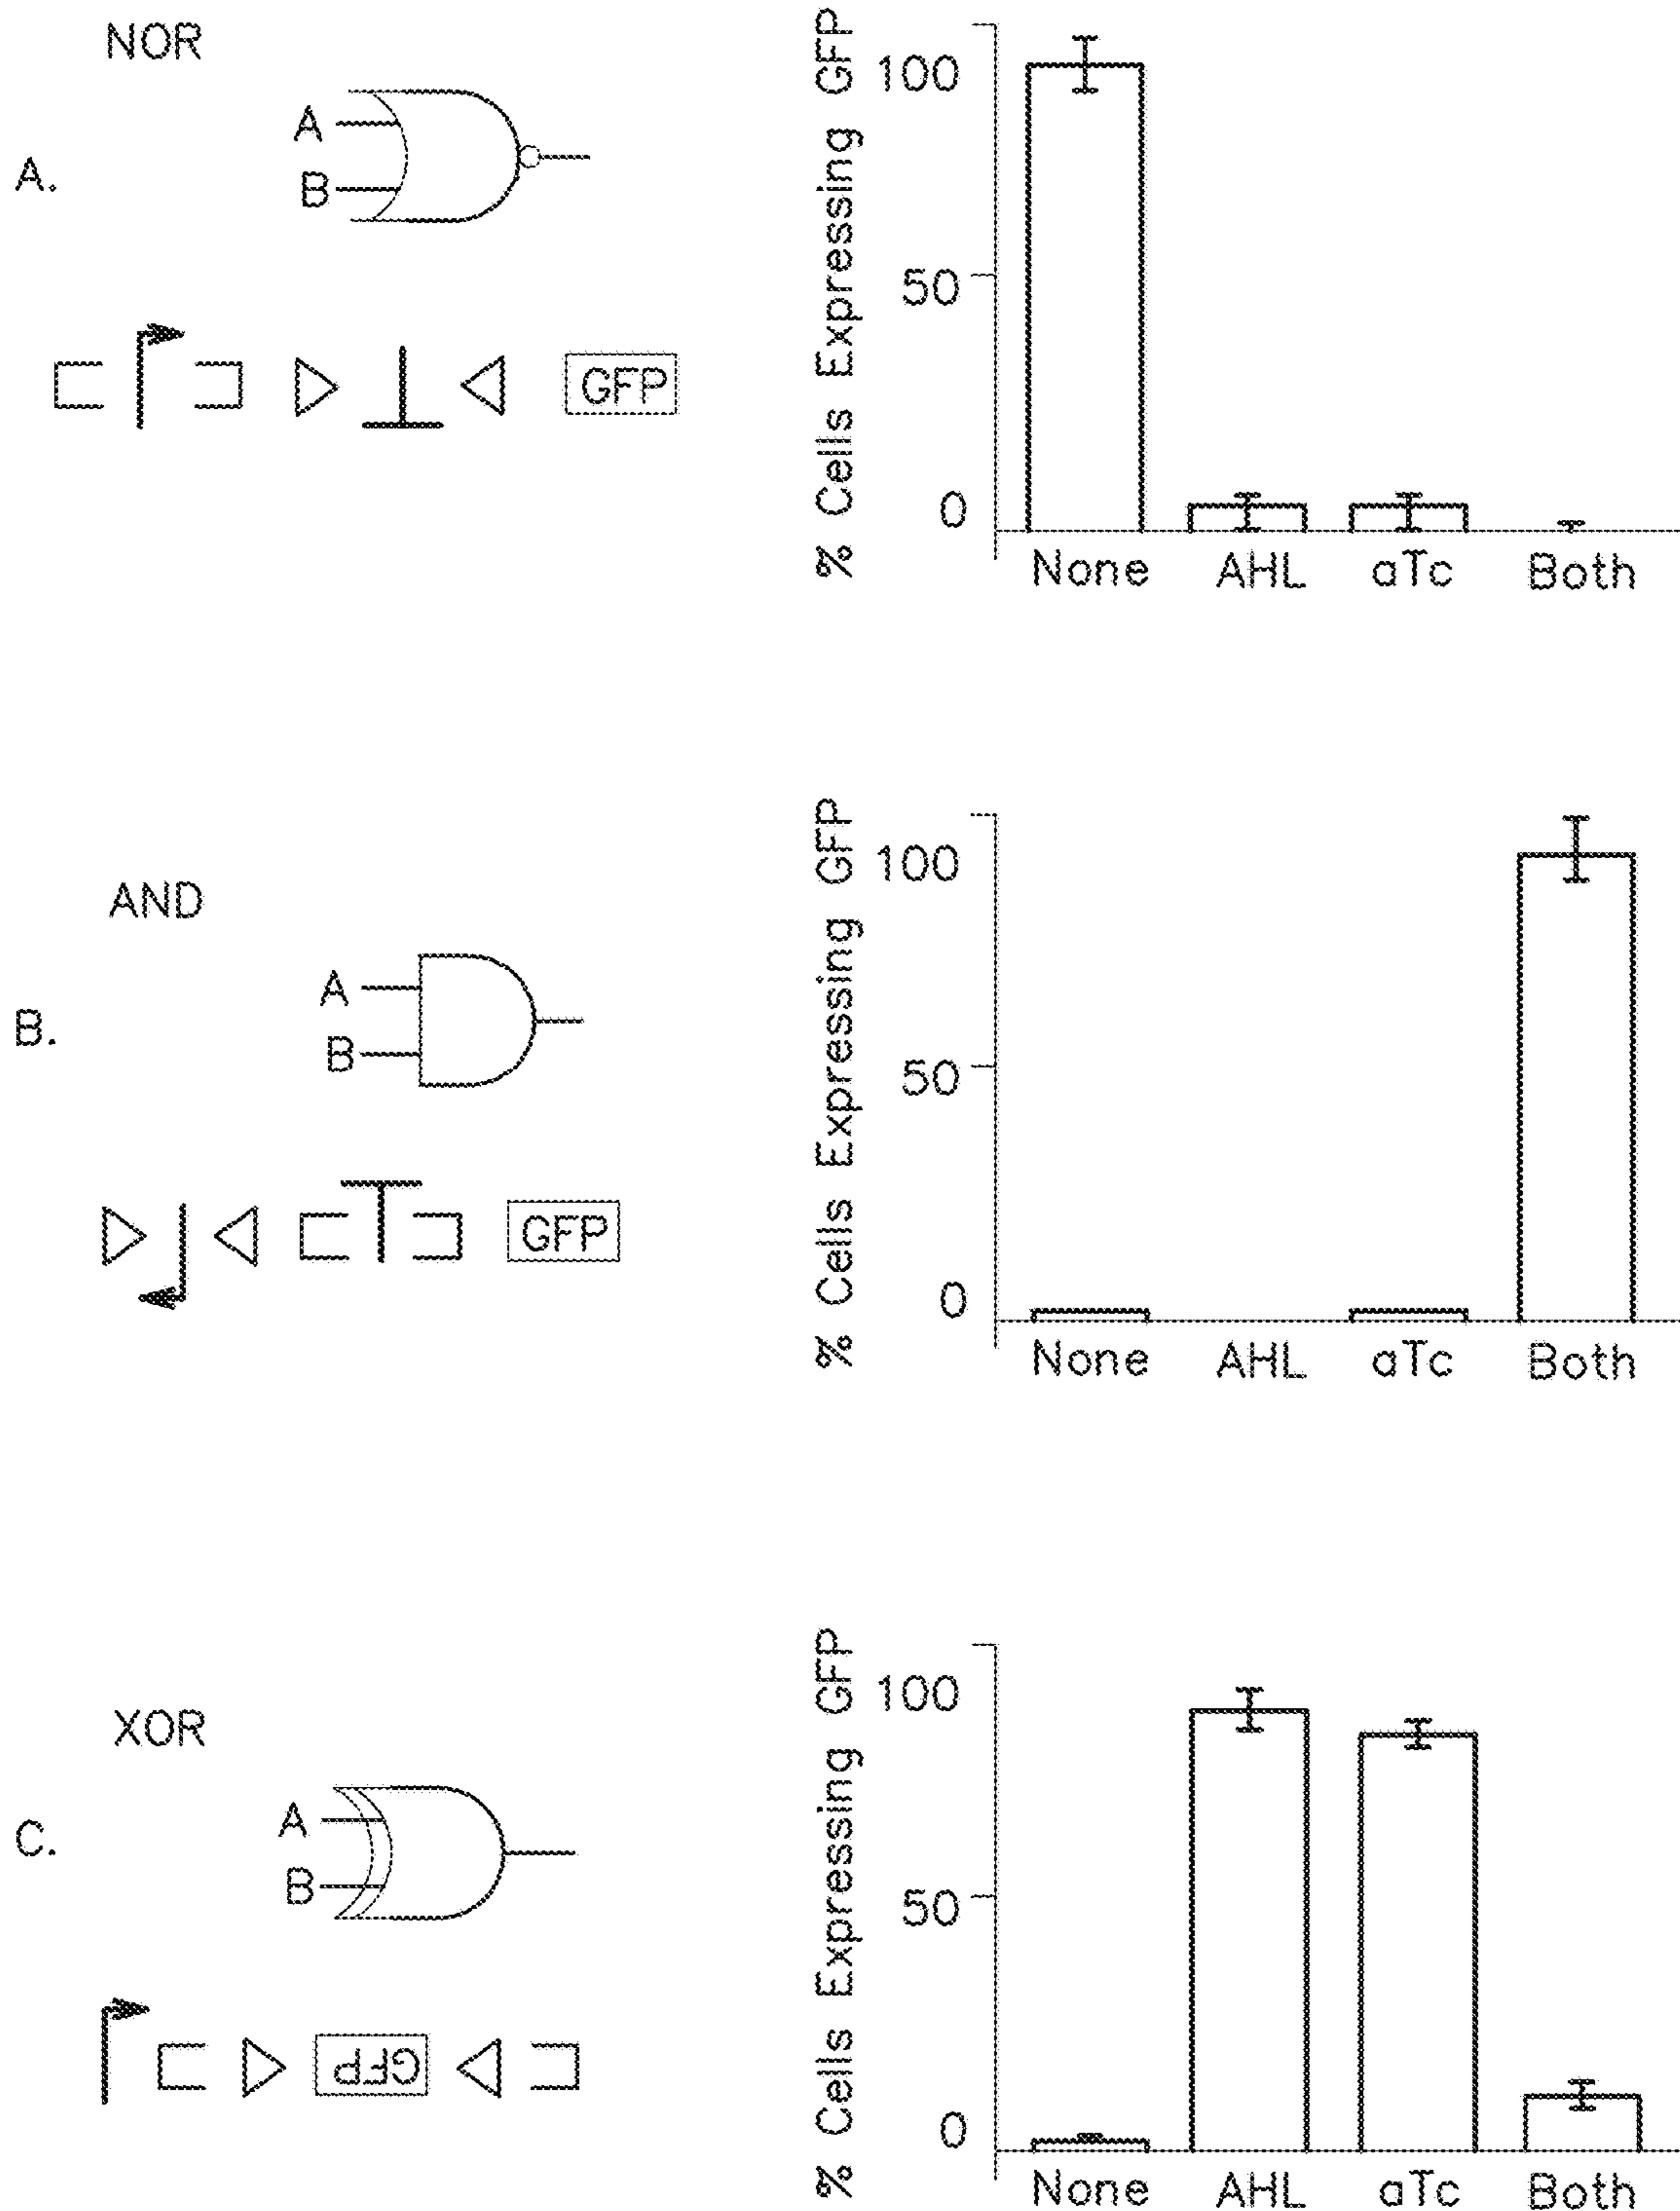 A.
NOR
A
B
GFP
% Cells Expressing GFP
100
50
0
None AHL aTc Both
B.
AND
A
B
GFP
% Cells Expressing GFP
100
50
0
None AHL aTc Both
C.
XOR
A
B
GFP
% Cells Expressing GFP
100
50
0
None AHL aTc Both